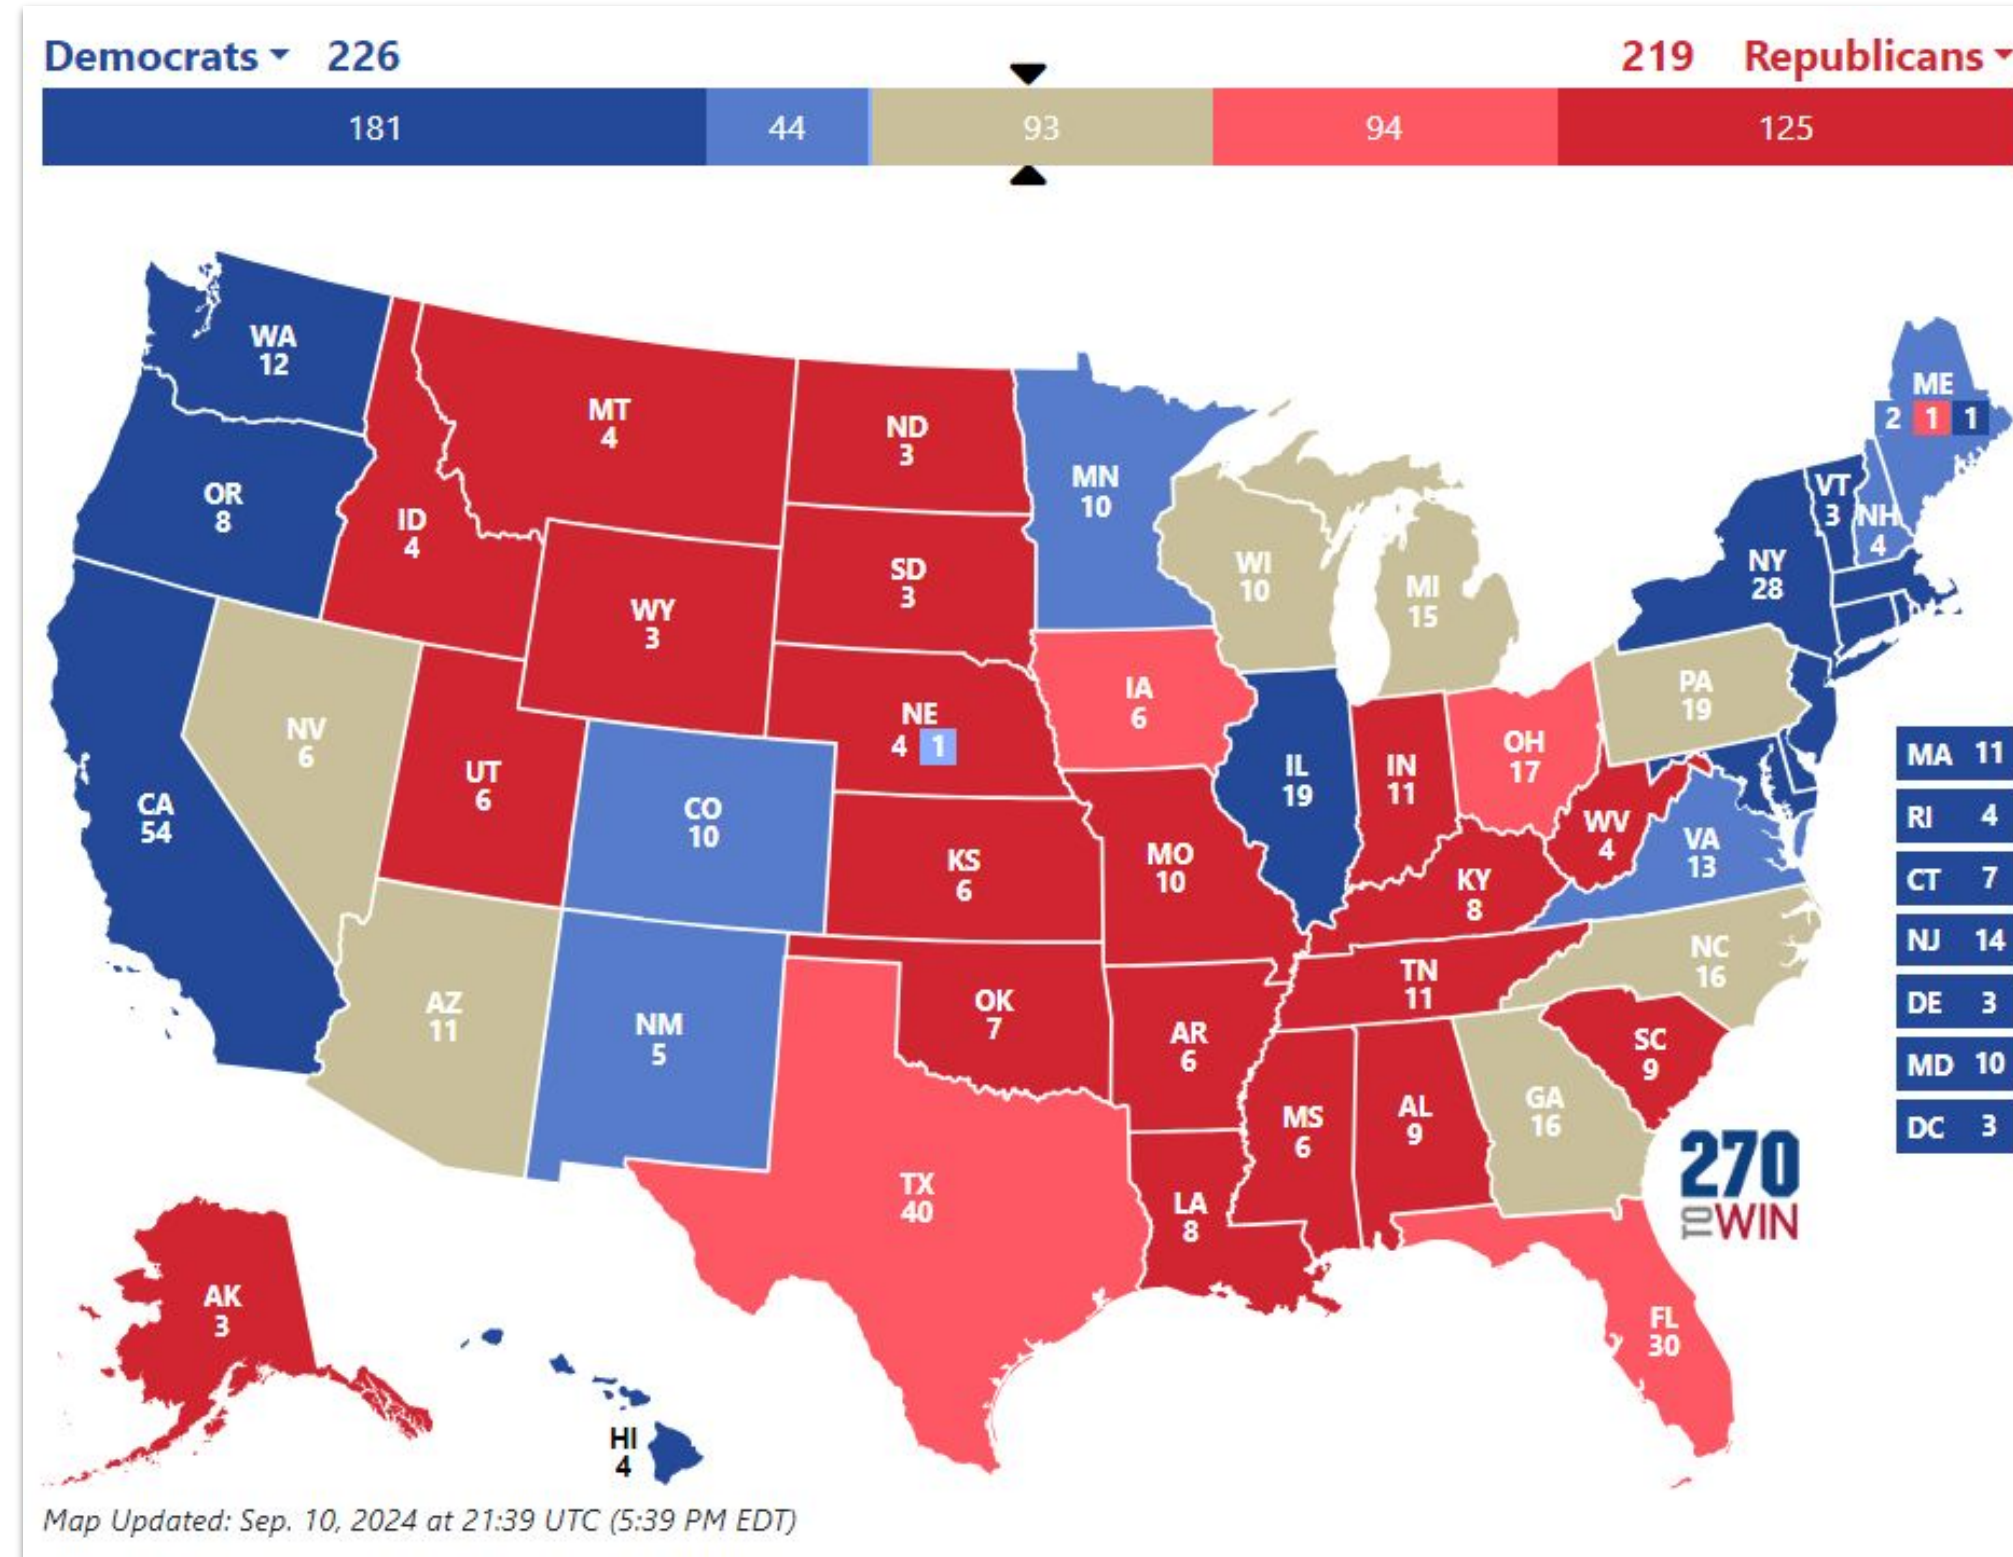 Democrats 226 219 Republicans
181 44 93 94 125
WA
12
MT
4
ND
3
MN
10
ME
2 1 1
OR
8
ID
4
VT
3
NH
4
WI
10
MI
15
NY
28
SD
3
WY
3
IA
6
PA
19
NE
4 1
NV
6
UT
6
CO
10
IL
19
IN
11
OH
17
WV
4
VA
13
CA
54
KS
6
MO
10
KY
8
MA 11
RI 4
CT 7
NJ 14
DE 3
MD 10
DC 3
NC
16
TN
11
AZ
11
NM
5
OK
7
AR
6
SC
9
MS
6
AL
9
GA
16
TX
40
LA
8
270
TO WIN
AK
3
FL
30
HI
4
Map Updated: Sep. 10, 2024 at 21:39 UTC (5:39 PM EDT)